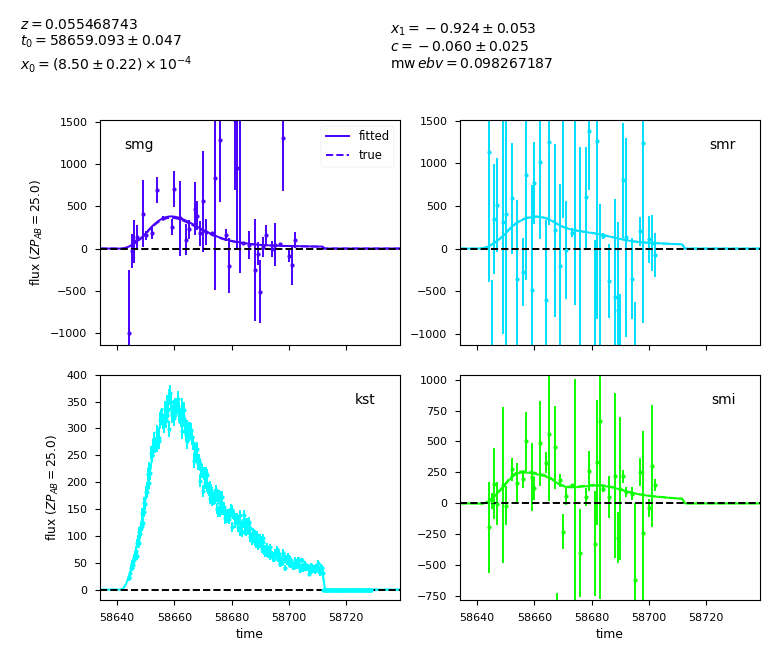 z = 0.055468743
t₀ = 58659.093 ± 0.047
x₀ = (8.50 ± 0.22) × 10⁻⁴
x₁ = −0.924 ± 0.053
c = −0.060 ± 0.025
mw ebv = 0.098267187
smg
fitted
true
1500
1000
500
0
−500
−1000
flux (ZP_AB = 25.0)
smr
1500
1000
500
0
−500
−1000
kst
400
350
300
250
200
150
100
50
0
flux (ZP_AB = 25.0)
58640 58660 58680 58700 58720
time
smi
1000
750
500
250
0
−250
−500
−750
58640 58660 58680 58700 58720
time